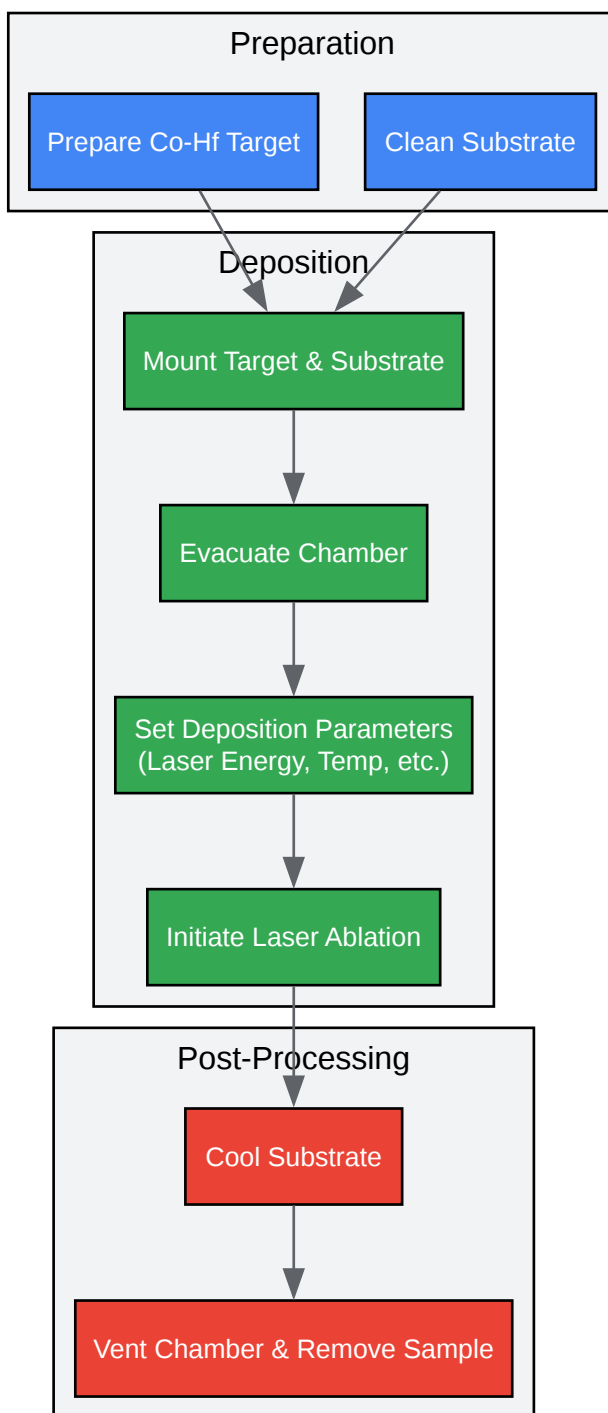 Preparation
Prepare Co-Hf Target
Clean Substrate
Deposition
Mount Target & Substrate
Evacuate Chamber
Set Deposition Parameters
(Laser Energy, Temp, etc.)
Initiate Laser Ablation
Post-Processing
Cool Substrate
Vent Chamber & Remove Sample